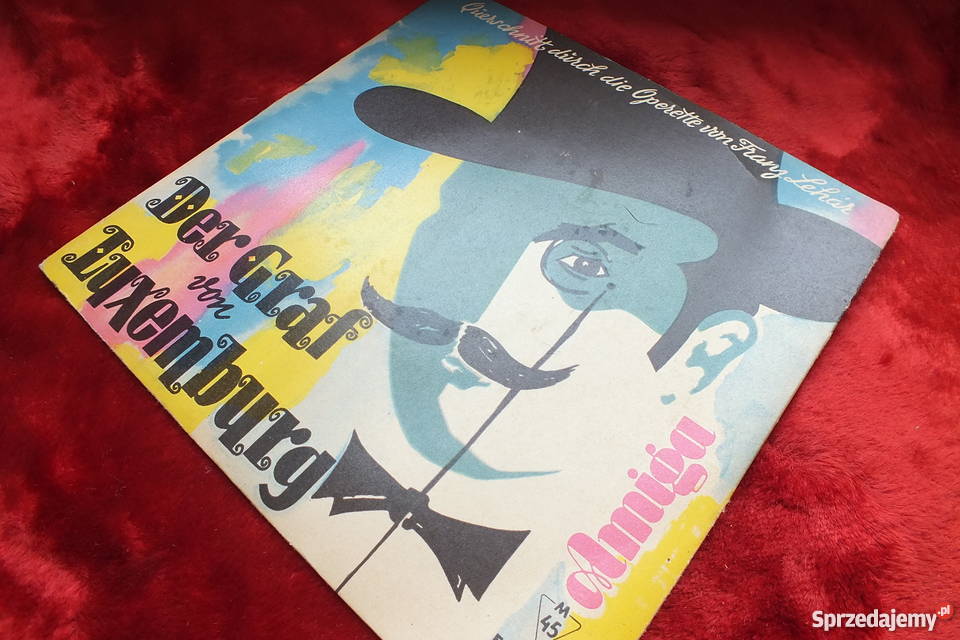 Querschnitt durch die Operette von Franz Lehár
Der Graf
von
Luxemburg
Amiga
M
45
Sprzedajemy.pl